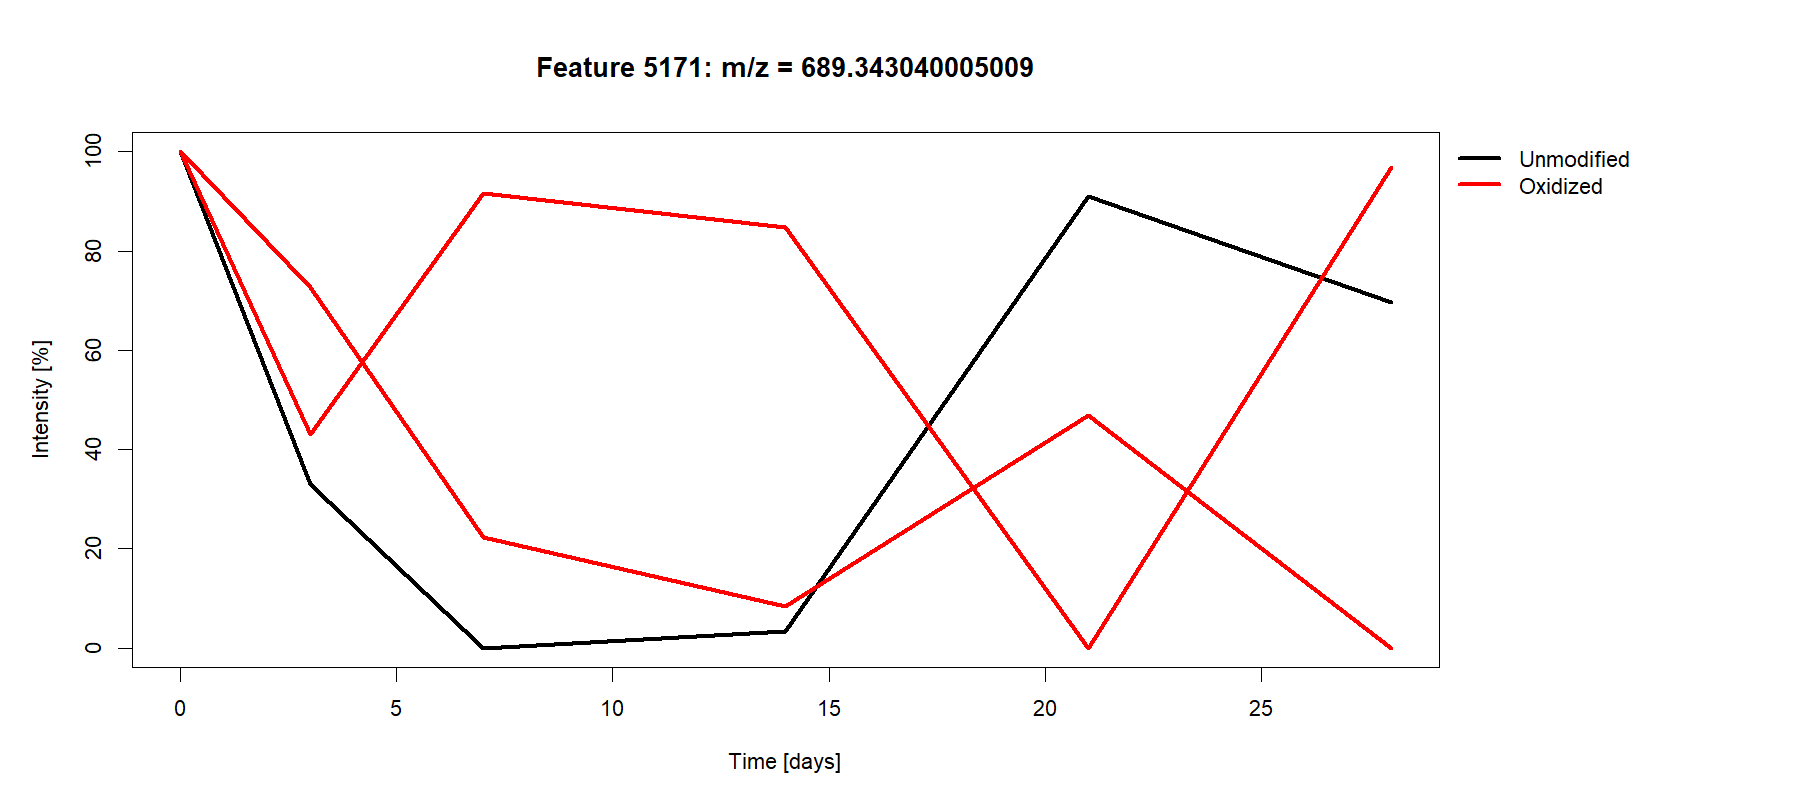 Feature 5171: m/z = 689.343040005009
Unmodified
Oxidized
Intensity [%]
100
80
60
40
20
0
0 5 10 15 20 25
Time [days]